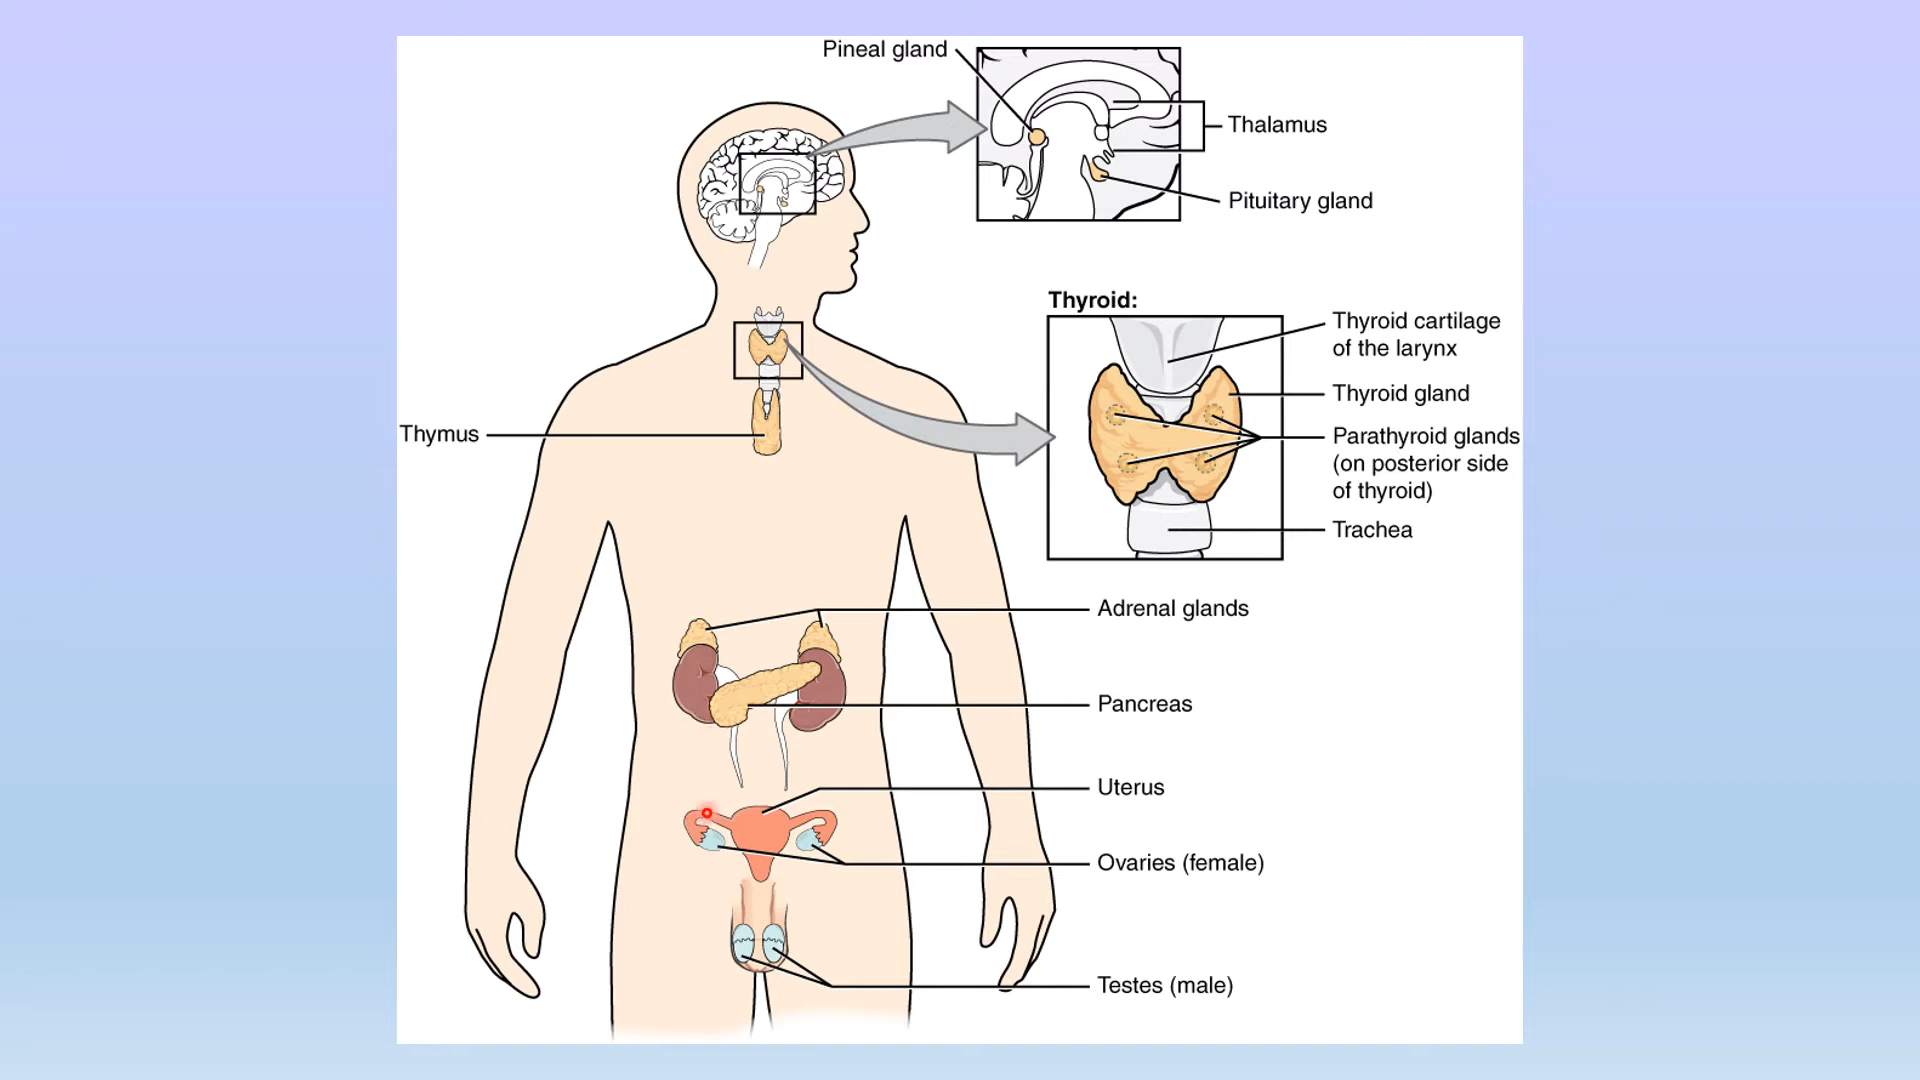 Pineal gland
Thalamus
Pituitary gland
Thyroid:
Thyroid cartilage
of the larynx
Thyroid gland
Parathyroid glands
(on posterior side
of thyroid)
Trachea
Thymus
Adrenal glands
Pancreas
Uterus
Ovaries (female)
Testes (male)